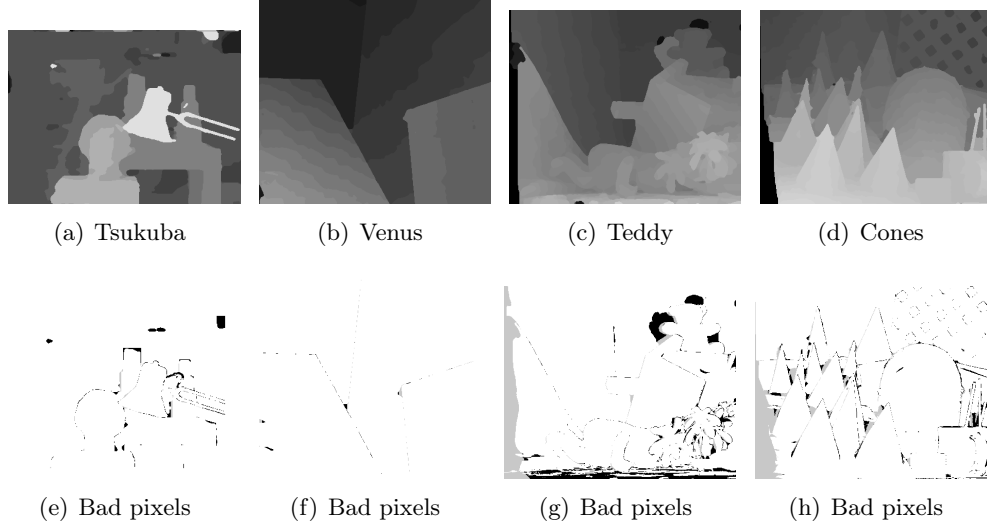 (a) Tsukuba
(b) Venus
(c) Teddy
(d) Cones
(e) Bad pixels
(f) Bad pixels
(g) Bad pixels
(h) Bad pixels